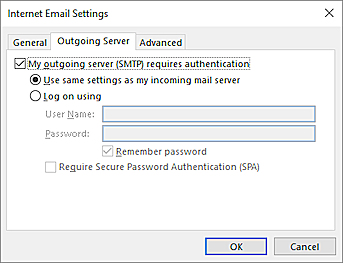 Internet Email Settings
General Outgoing Server Advanced
My outgoing server (SMTP) requires authentication
Use same settings as my incoming mail server
Log on using
User Name:
Password:
Remember password
Require Secure Password Authentication (SPA)
OK Cancel